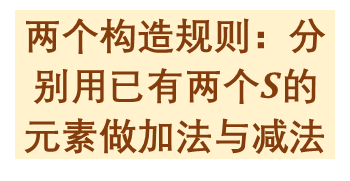 两个构造规则：分
别用已有两个S的
元素做加法与减法